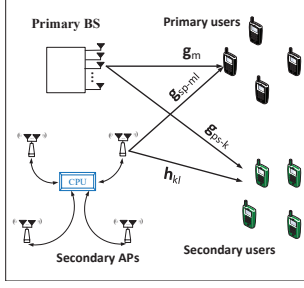 Primary BS
Primary users
g_m
g_sp-ml
g_ps-k
CPU
h_kl
Secondary APs
Secondary users